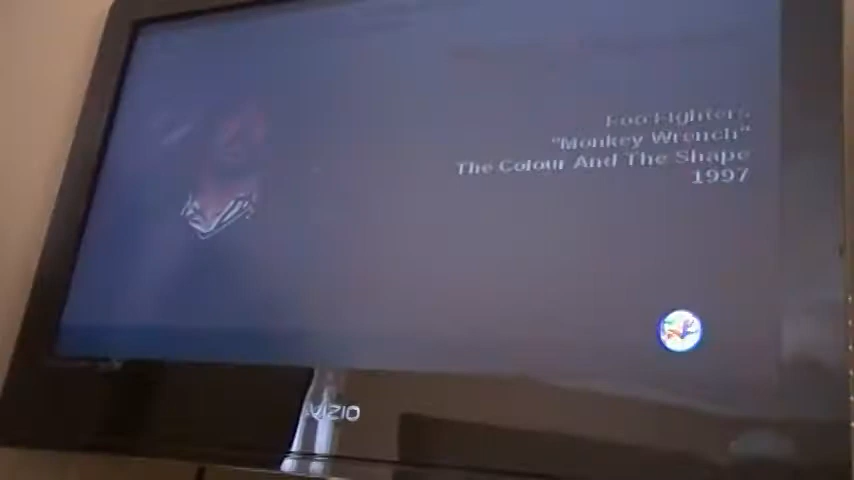 Foo Fighters
"Monkey Wrench"
The Colour And The Shape
1997
VIZIO